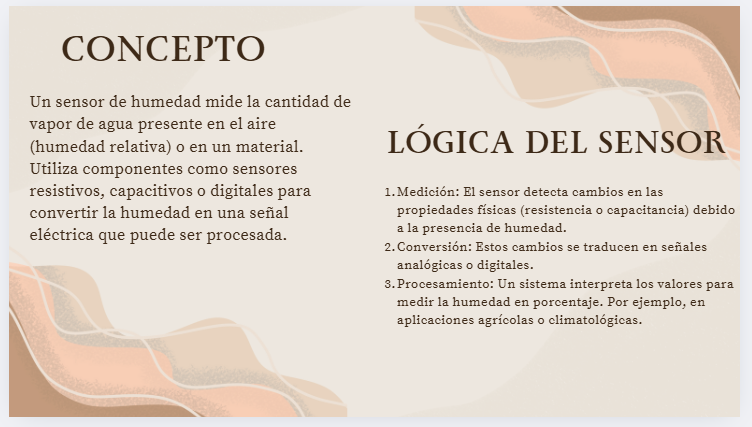 CONCEPTO
Un sensor de humedad mide la cantidad de
vapor de agua presente en el aire
(humedad relativa) o en un material.
Utiliza componentes como sensores
resistivos, capacitivos o digitales para
convertir la humedad en una señal
eléctrica que puede ser procesada.
LÓGICA DEL SENSOR
1. Medición: El sensor detecta cambios en las
propiedades físicas (resistencia o capacitancia) debido
a la presencia de humedad.
2. Conversión: Estos cambios se traducen en señales
analógicas o digitales.
3. Procesamiento: Un sistema interpreta los valores para
medir la humedad en porcentaje. Por ejemplo, en
aplicaciones agrícolas o climatológicas.